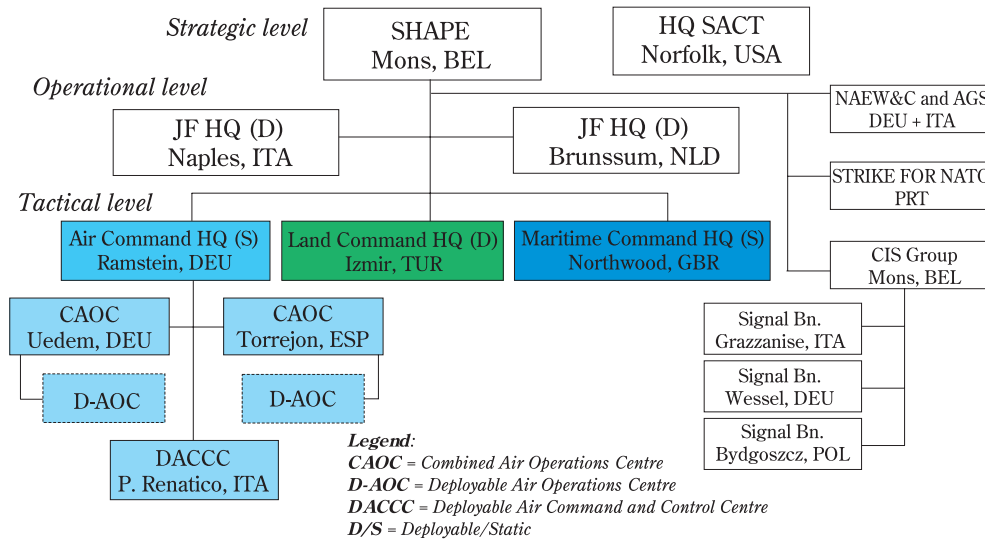 Strategic level
SHAPE
Mons, BEL
HQ SACT
Norfolk, USA
Operational level
JF HQ (D)
Naples, ITA
JF HQ (D)
Brunssum, NLD
NAEW&C and AGS
DEU + ITA
STRIKE FOR NATO
PRT
Tactical level
Air Command HQ (S)
Ramstein, DEU
Land Command HQ (D)
Izmir, TUR
Maritime Command HQ (S)
Northwood, GBR
CIS Group
Mons, BEL
CAOC
Uedem, DEU
CAOC
Torrejon, ESP
Signal Bn.
Grazzanise, ITA
D-AOC
D-AOC
Signal Bn.
Wessel, DEU
Signal Bn.
Bydgoszcz, POL
DACCC
P. Renatico, ITA
Legend:
CAOC = Combined Air Operations Centre
D-AOC = Deployable Air Operations Centre
DACCC = Deployable Air Command and Control Centre
D/S = Deployable/Static